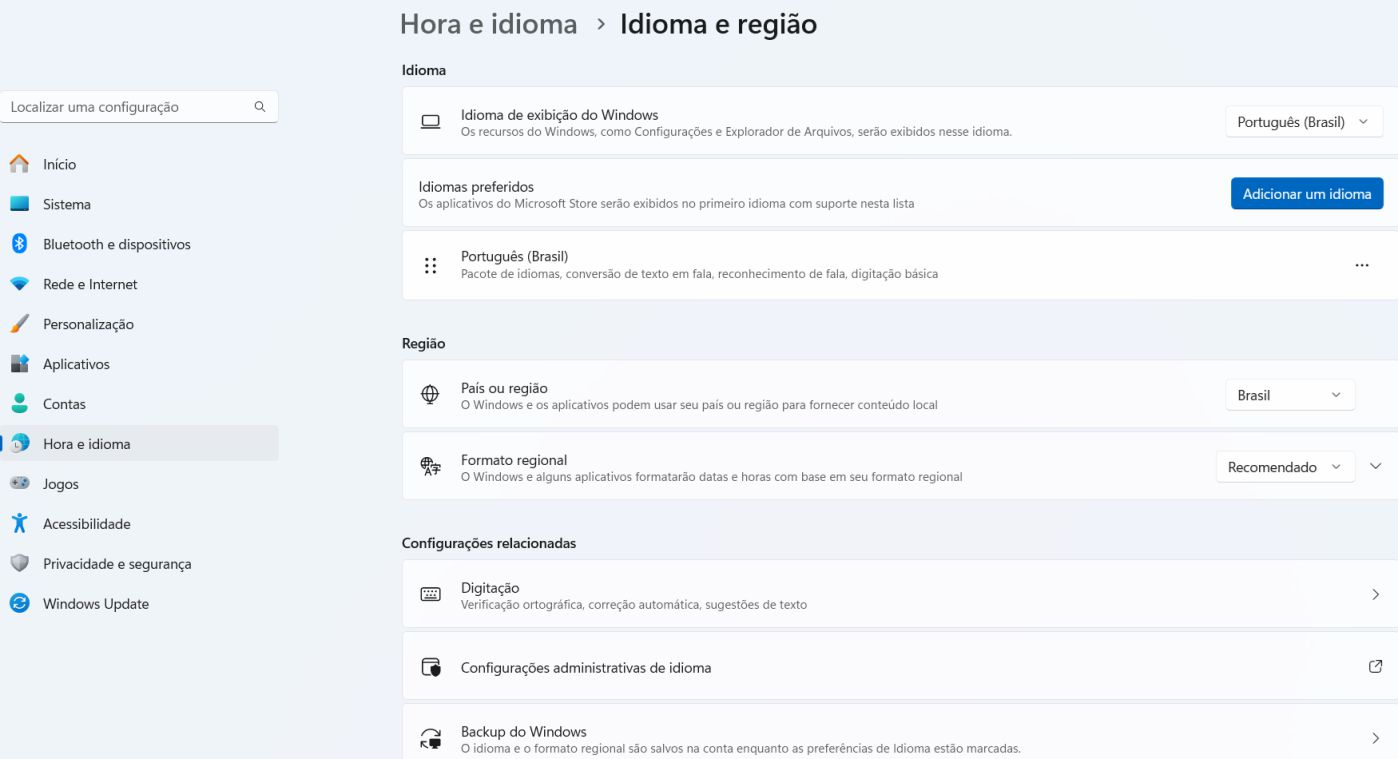 Hora e idioma > Idioma e região
Localizar uma configuração
Início
Sistema
Bluetooth e dispositivos
Rede e Internet
Personalização
Aplicativos
Contas
Hora e idioma
Jogos
Acessibilidade
Privacidade e segurança
Windows Update
Idioma
Idioma de exibição do Windows
Os recursos do Windows, como Configurações e Explorador de Arquivos, serão exibidos nesse idioma.
Português (Brasil)
Idiomas preferidos
Os aplicativos do Microsoft Store serão exibidos no primeiro idioma com suporte nesta lista
Adicionar um idioma
Português (Brasil)
Pacote de idiomas, conversão de texto em fala, reconhecimento de fala, digitação básica
Região
País ou região
O Windows e os aplicativos podem usar seu país ou região para fornecer conteúdo local
Brasil
Formato regional
O Windows e alguns aplicativos formatarão datas e horas com base em seu formato regional
Recomendado
Configurações relacionadas
Digitação
Verificação ortográfica, correção automática, sugestões de texto
Configurações administrativas de idioma
Backup do Windows
O idioma e o formato regional são salvos na conta enquanto as preferências de Idioma estão marcadas.